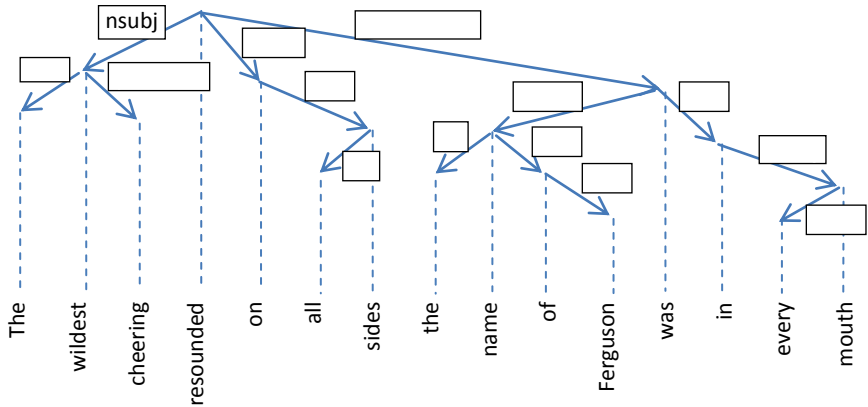 nsubj
The
wildest
cheering
resounded
on
all
sides
the
name
of
Ferguson
was
in
every
mouth